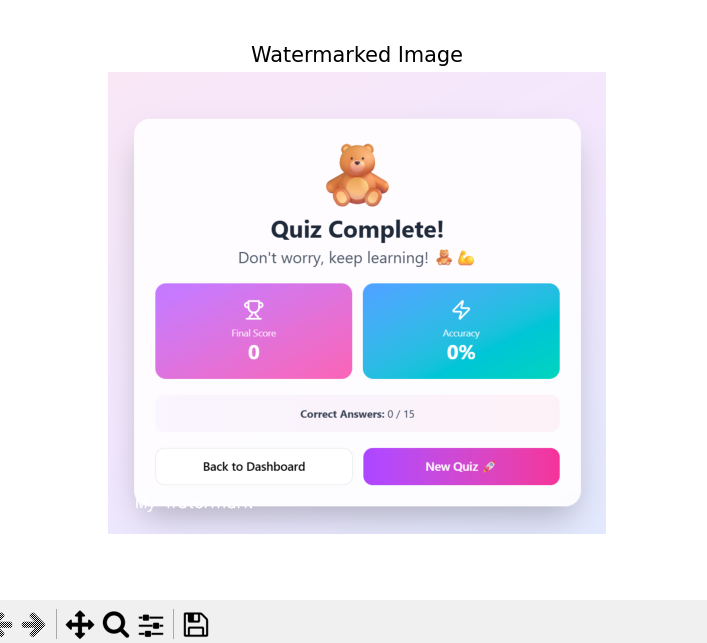 Watermarked Image
Quiz Complete!
Don't worry, keep learning! 🧸 💪
Final Score
0
Accuracy
0%
Correct Answers: 0 / 15
Back to Dashboard
New Quiz 🚀
My